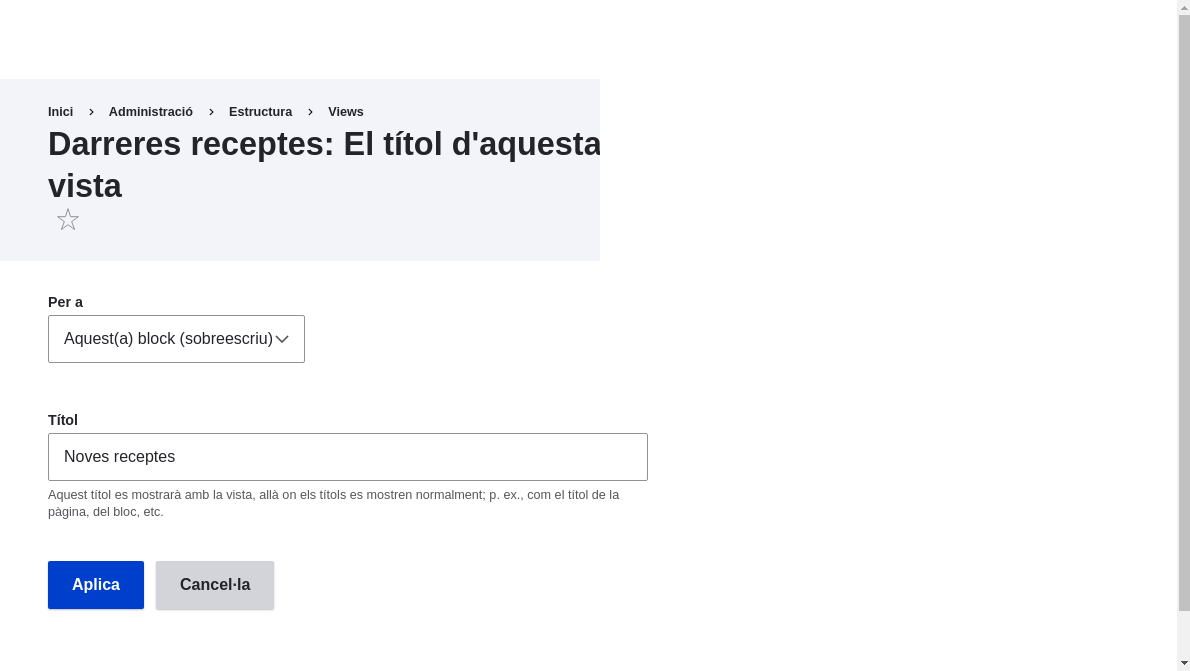 Inici
Administració
Estructura
Views
Darreres receptes: El títol d'aquesta
vista
Per a
Aquest(a) block (sobreescriu)
Títol
Noves receptes
Aquest títol es mostrarà amb la vista, allà on els títols es mostren normalment; p. ex., com el títol de la
pàgina, del bloc, etc.
Aplica
Cancel·la